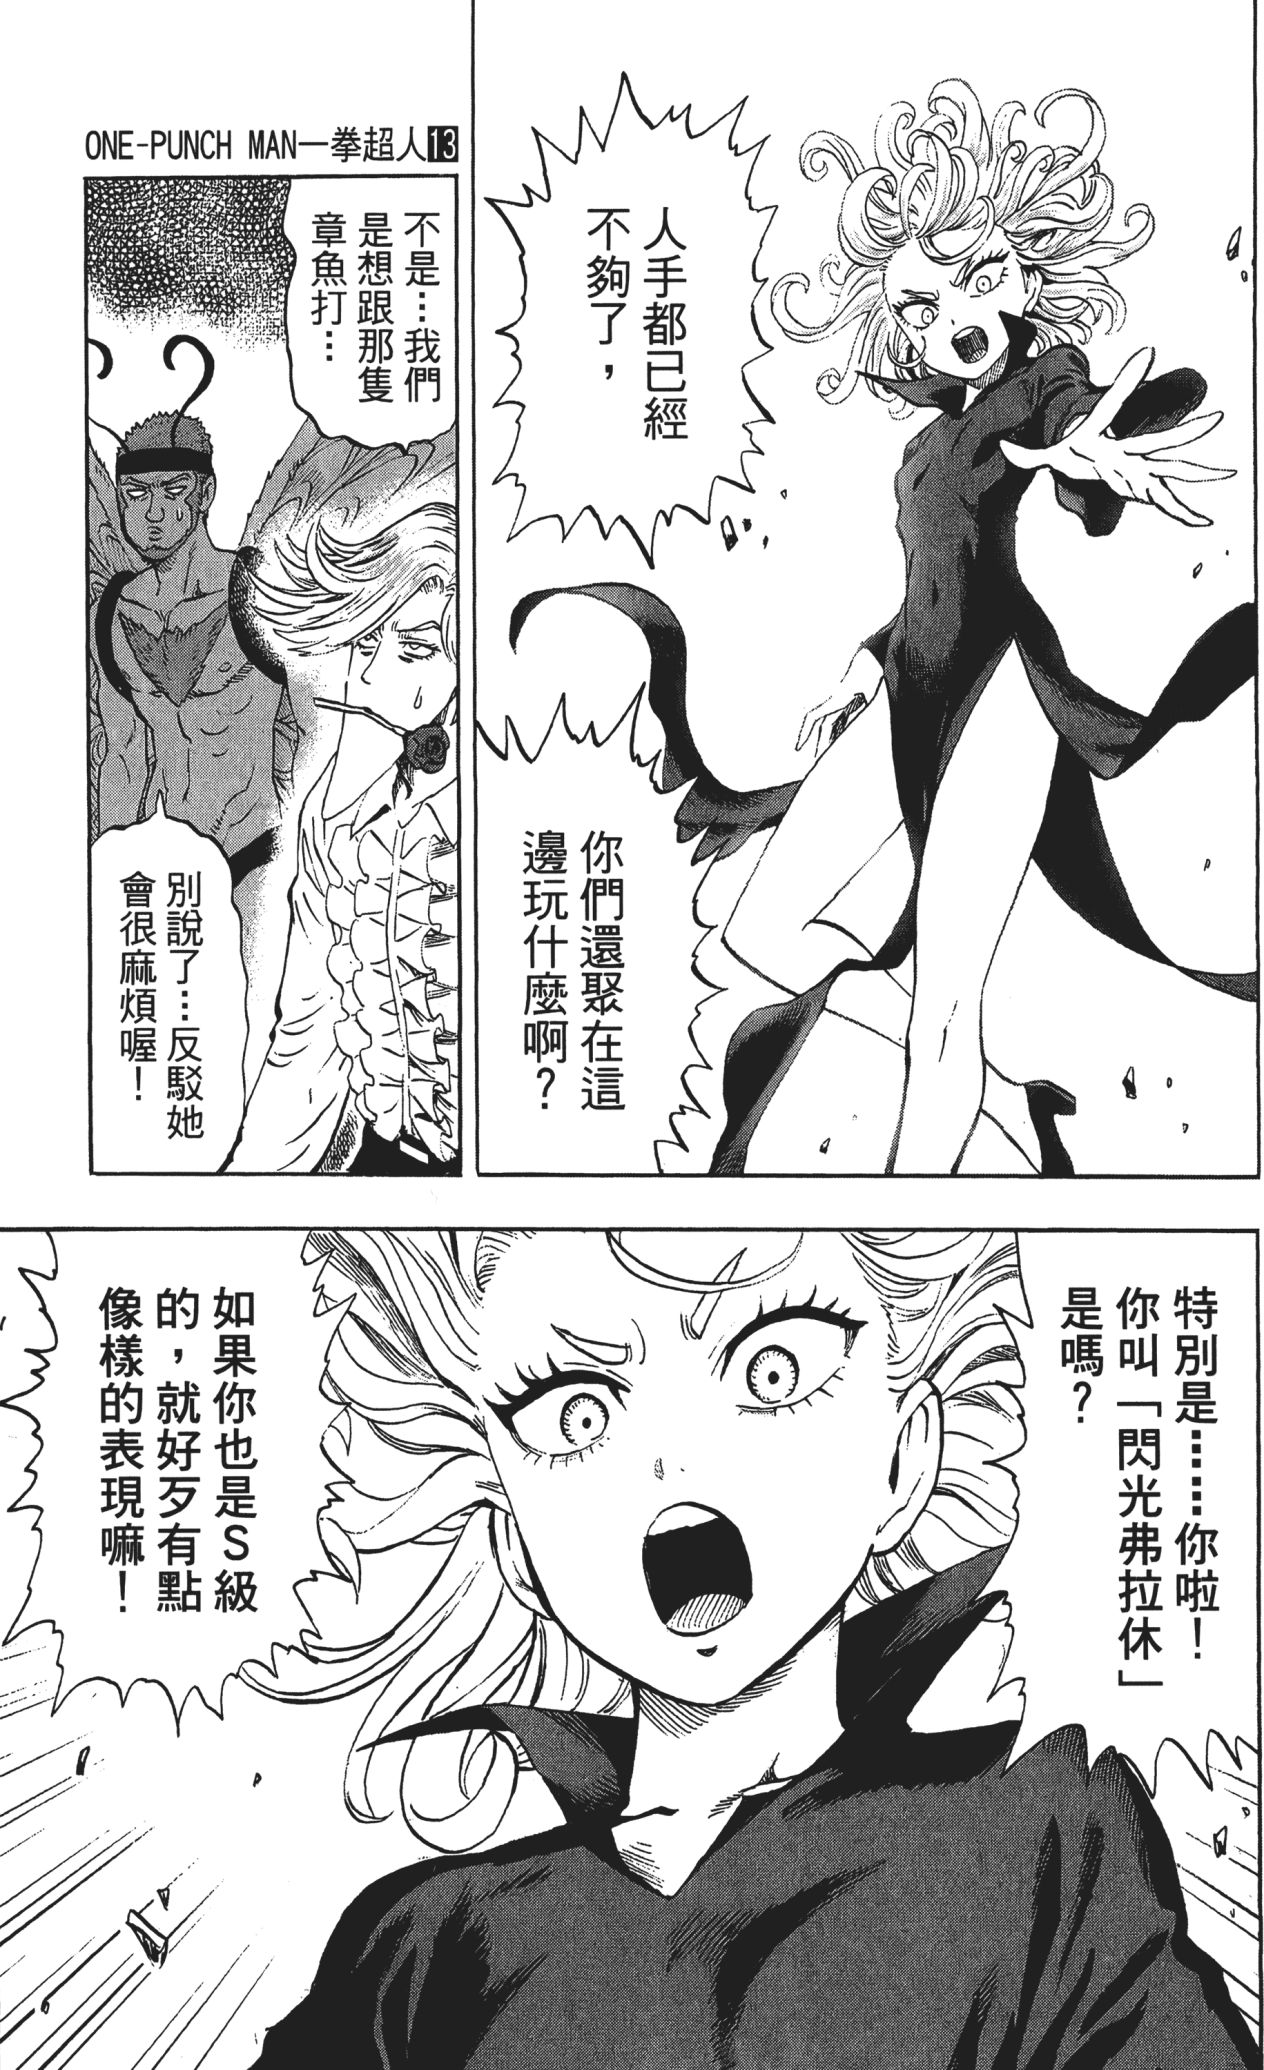 ONE-PUNCH MAN一拳超人13
人手都已經
不夠了，
你們還聚在這
邊玩什麼啊？
不是…我們
是想跟那隻
章魚打…
別說了…反駁她
會很麻煩喔！
特別是……你啦！
你叫「閃光弗拉休」
是嗎？
如果你也是S級
的，就好歹有點
像樣的表現嘛！